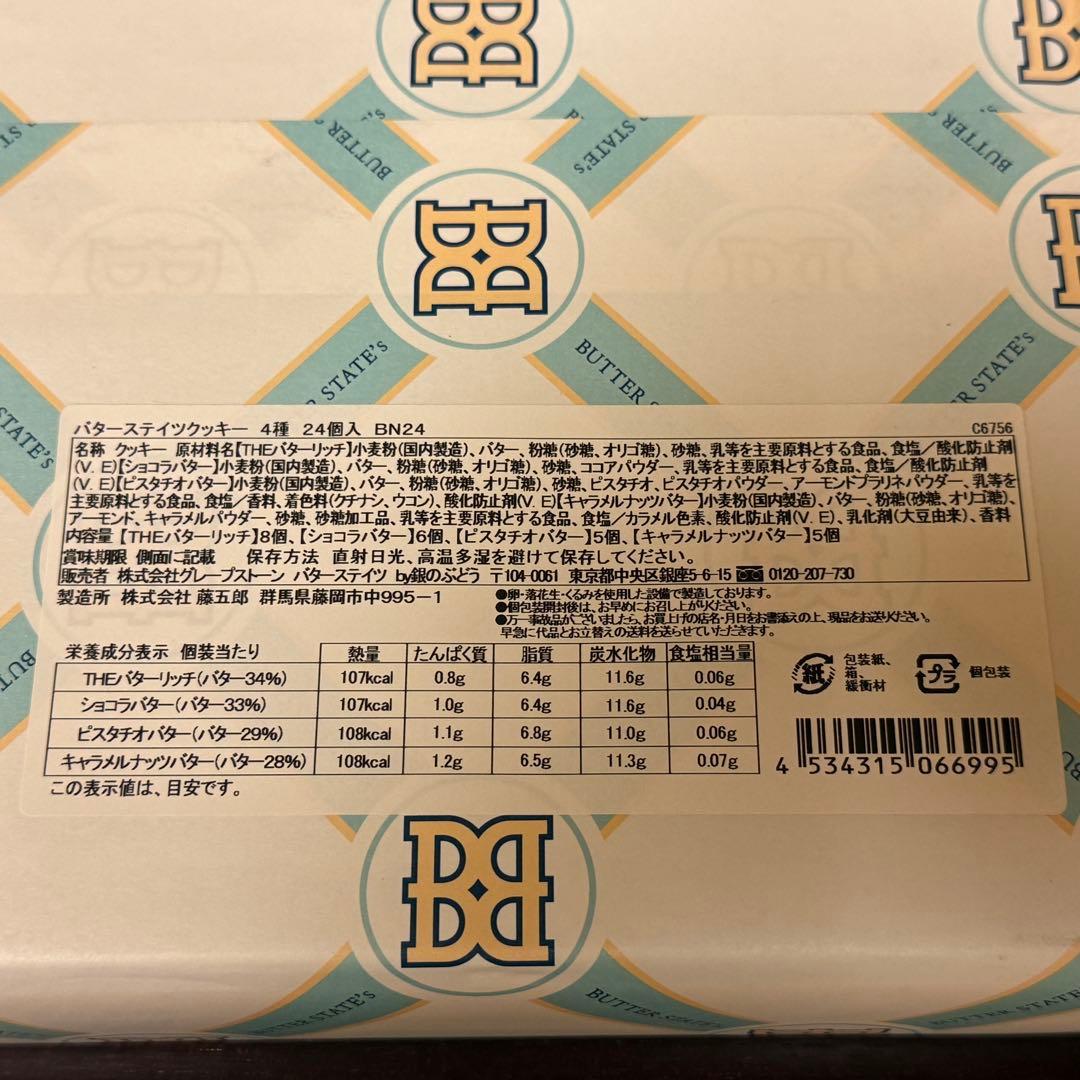 BUTTER STATE's
BUTTER STATE's
BUTTER
BUTTER STATE's
BUTTER
STATE's
バターステイツクッキー 4種 24個入 BN24 C6756
名称 クッキー 原材料名【THEバターリッチ】小麦粉(国内製造)、バター、粉糖(砂糖、オリゴ糖)、砂糖、乳等を主要原料とする食品、食塩/酸化防止剤
(V.E)【ショコラバター】小麦粉(国内製造)、バター、粉糖(砂糖、オリゴ糖)、砂糖、ココアパウダー、乳等を主要原料とする食品、食塩/酸化防止剤
(V.E)【ピスタチオバター】小麦粉(国内製造)、バター、粉糖(砂糖、オリゴ糖)、砂糖、ピスタチオ、ピスタチオパウダー、アーモンドプラリネパウダー、乳等を
主要原料とする食品、食塩/香料、着色料(クチナシ、ウコン)、酸化防止剤(V.E)【キャラメルナッツバター】小麦粉(国内製造)、バター、粉糖(砂糖、オリゴ糖)、
アーモンド、キャラメルパウダー、砂糖、砂糖加工品、乳等を主要原料とする食品、食塩/カラメル色素、酸化防止剤(V.E)、乳化剤(大豆由来)、香料
内容量【THEバターリッチ】8個、【ショコラバター】6個、【ピスタチオバター】5個、【キャラメルナッツバター】5個
賞味期限 側面に記載 保存方法 直射日光、高温多湿を避けて保存してください。
販売者 株式会社グレープストーン バターステイツ by銀のぶどう 〒104-0061 東京都中央区銀座5-6-15 0120-207-730
製造所 株式会社 藤五郎 群馬県藤岡市中995-1
●卵・落花生・くるみを使用した設備で製造しております。
●個包装開封後は、お早めにお召し上がりください。
●万一事故品がございましたら、お買上げの店名・月日をお書添えの上、現品をお送りください。
早急に代品とお立替えの送料を送らせていただきます。
栄養成分表示 個装当たり 熱量 たんぱく質 脂質 炭水化物 食塩相当量
THEバターリッチ(バター34%) 107kcal 0.8g 6.4g 11.6g 0.06g
ショコラバター(バター33%) 107kcal 1.0g 6.4g 11.6g 0.04g
ピスタチオバター(バター29%) 108kcal 1.1g 6.8g 11.0g 0.06g
キャラメルナッツバター(バター28%) 108kcal 1.2g 6.5g 11.3g 0.07g
この表示値は、目安です。
紙 包装紙、
箱、
緩衝材
プラ 個包装
4 534315 066995
BUTTER STATE's
BUTTER STATE's
BUTTER STATE's